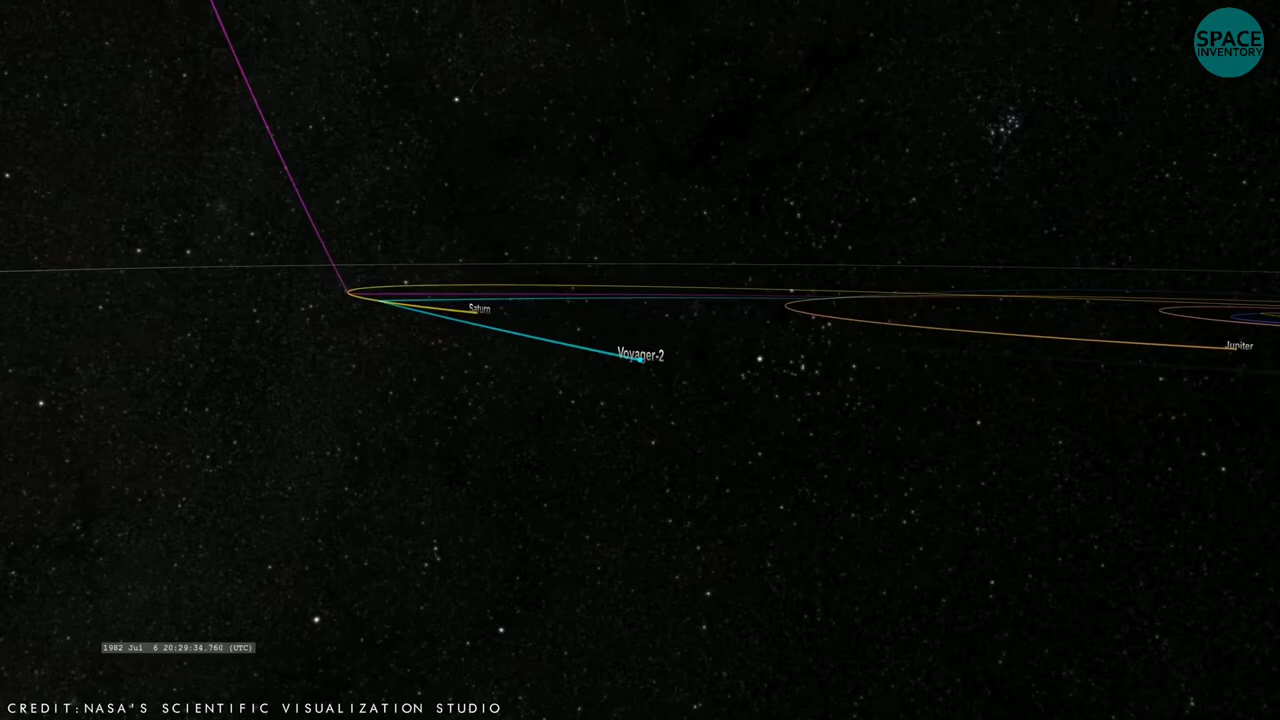 SPACE
INVENTORY
Saturn
Voyager-2
Jupiter
1982 Jul  6 20:29:34.760 (UTC)
CREDIT:NASA'S SCIENTIFIC VISUALIZATION STUDIO